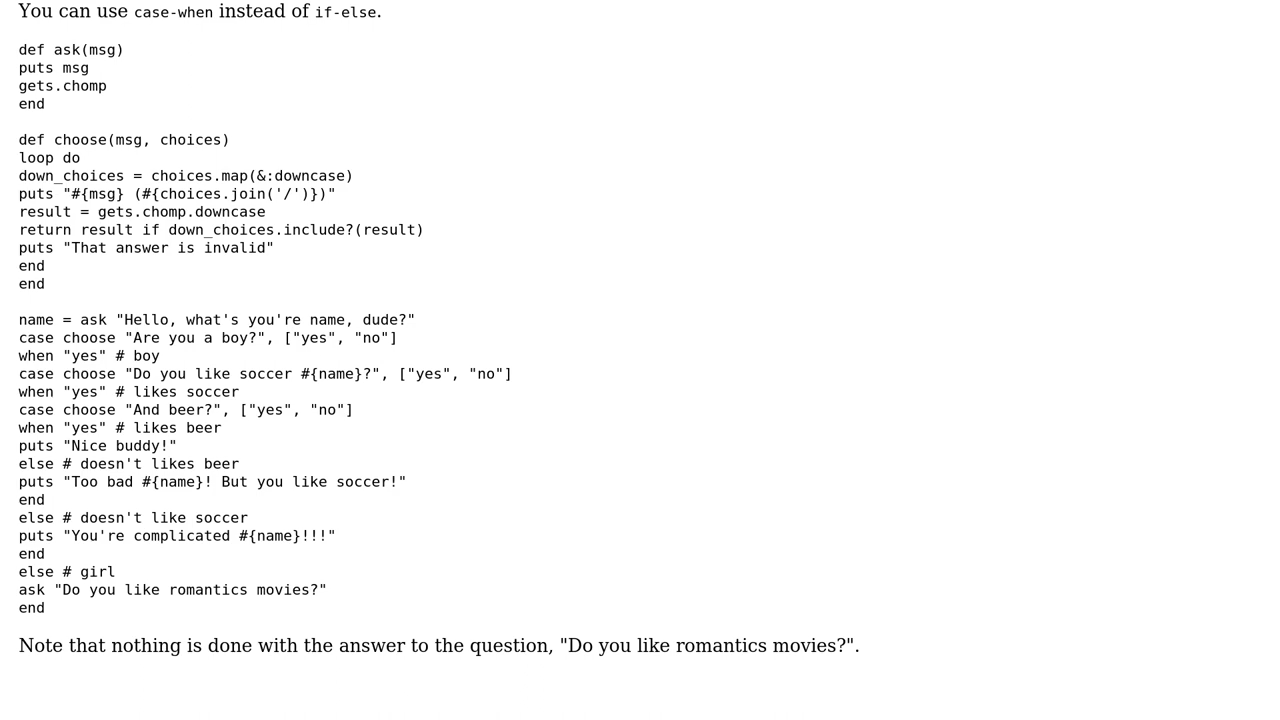 You can use case-when instead of if-else.
def ask(msg)
puts msg
gets.chomp
end
def choose(msg, choices)
loop do
down_choices = choices.map(&:downcase)
puts "#{msg} (#{choices.join('/')})"
result = gets.chomp.downcase
return result if down_choices.include?(result)
puts "That answer is invalid"
end
end
name = ask "Hello, what's you're name, dude?"
case choose "Are you a boy?", ["yes", "no"]
when "yes" # boy
case choose "Do you like soccer #{name}?", ["yes", "no"]
when "yes" # likes soccer
case choose "And beer?", ["yes", "no"]
when "yes" # likes beer
puts "Nice buddy!"
else # doesn't likes beer
puts "Too bad #{name}! But you like soccer!"
end
else # doesn't like soccer
puts "You're complicated #{name}!!!"
end
else # girl
ask "Do you like romantics movies?"
end
Note that nothing is done with the answer to the question, "Do you like romantics movies?".